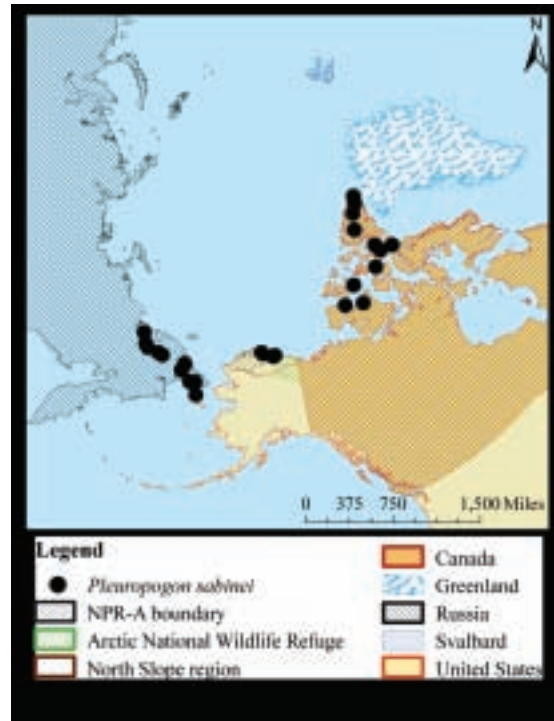 N
0 375 750 1,500 Miles
Legend
Pleuropogon sabinei
NPR-A boundary
Arctic National Wildlife Refuge
North Slope region
Canada
Greenland
Russia
Svalbard
United States